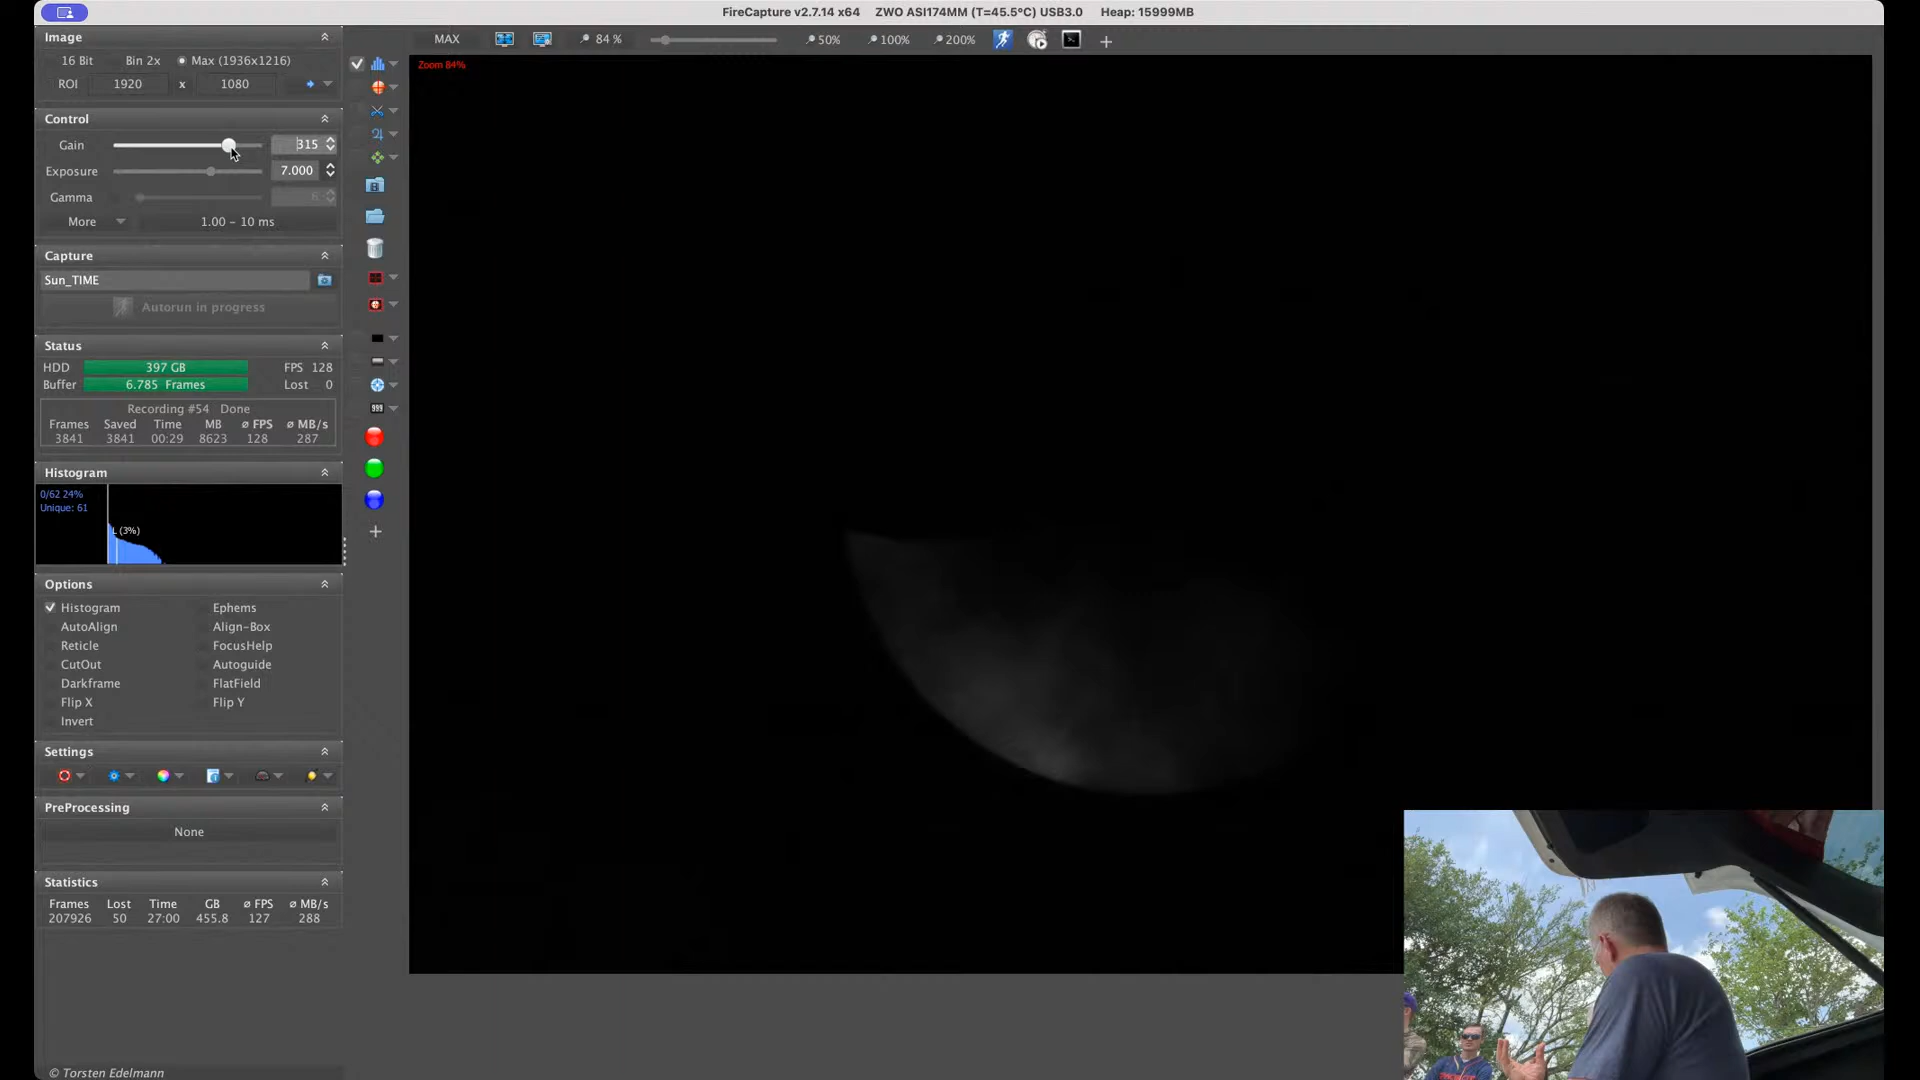 FireCapture v2.7.14 x64 ZWO ASI174MM (T=45.5°C) USB3.0 Heap: 15999MB
Image
16 Bit Bin 2x Max (1936x1216)
ROI 1920 x 1080
Control
Gain 315
Exposure 7.000
Gamma
More 1.00 - 10 ms
Capture
Sun_TIME
Autorun in progress
Status
HDD 397 GB FPS 128
Buffer 6.785 Frames Lost 0
Recording #54 Done
Frames Saved Time MB ø FPS ø MB/s
3841 3841 00:29 8623 128 287
Histogram
0/62 24%
Unique: 61
L (3%)
Options
Histogram Ephems
AutoAlign Align-Box
Reticle FocusHelp
CutOut Autoguide
Darkframe FlatField
Flip X Flip Y
Invert
Settings
PreProcessing
None
Statistics
Frames Lost Time GB ø FPS ø MB/s
207926 50 27:00 455.8 127 288
© Torsten Edelmann
MAX 84 % 50% 100% 200%
Zoom 84%
999